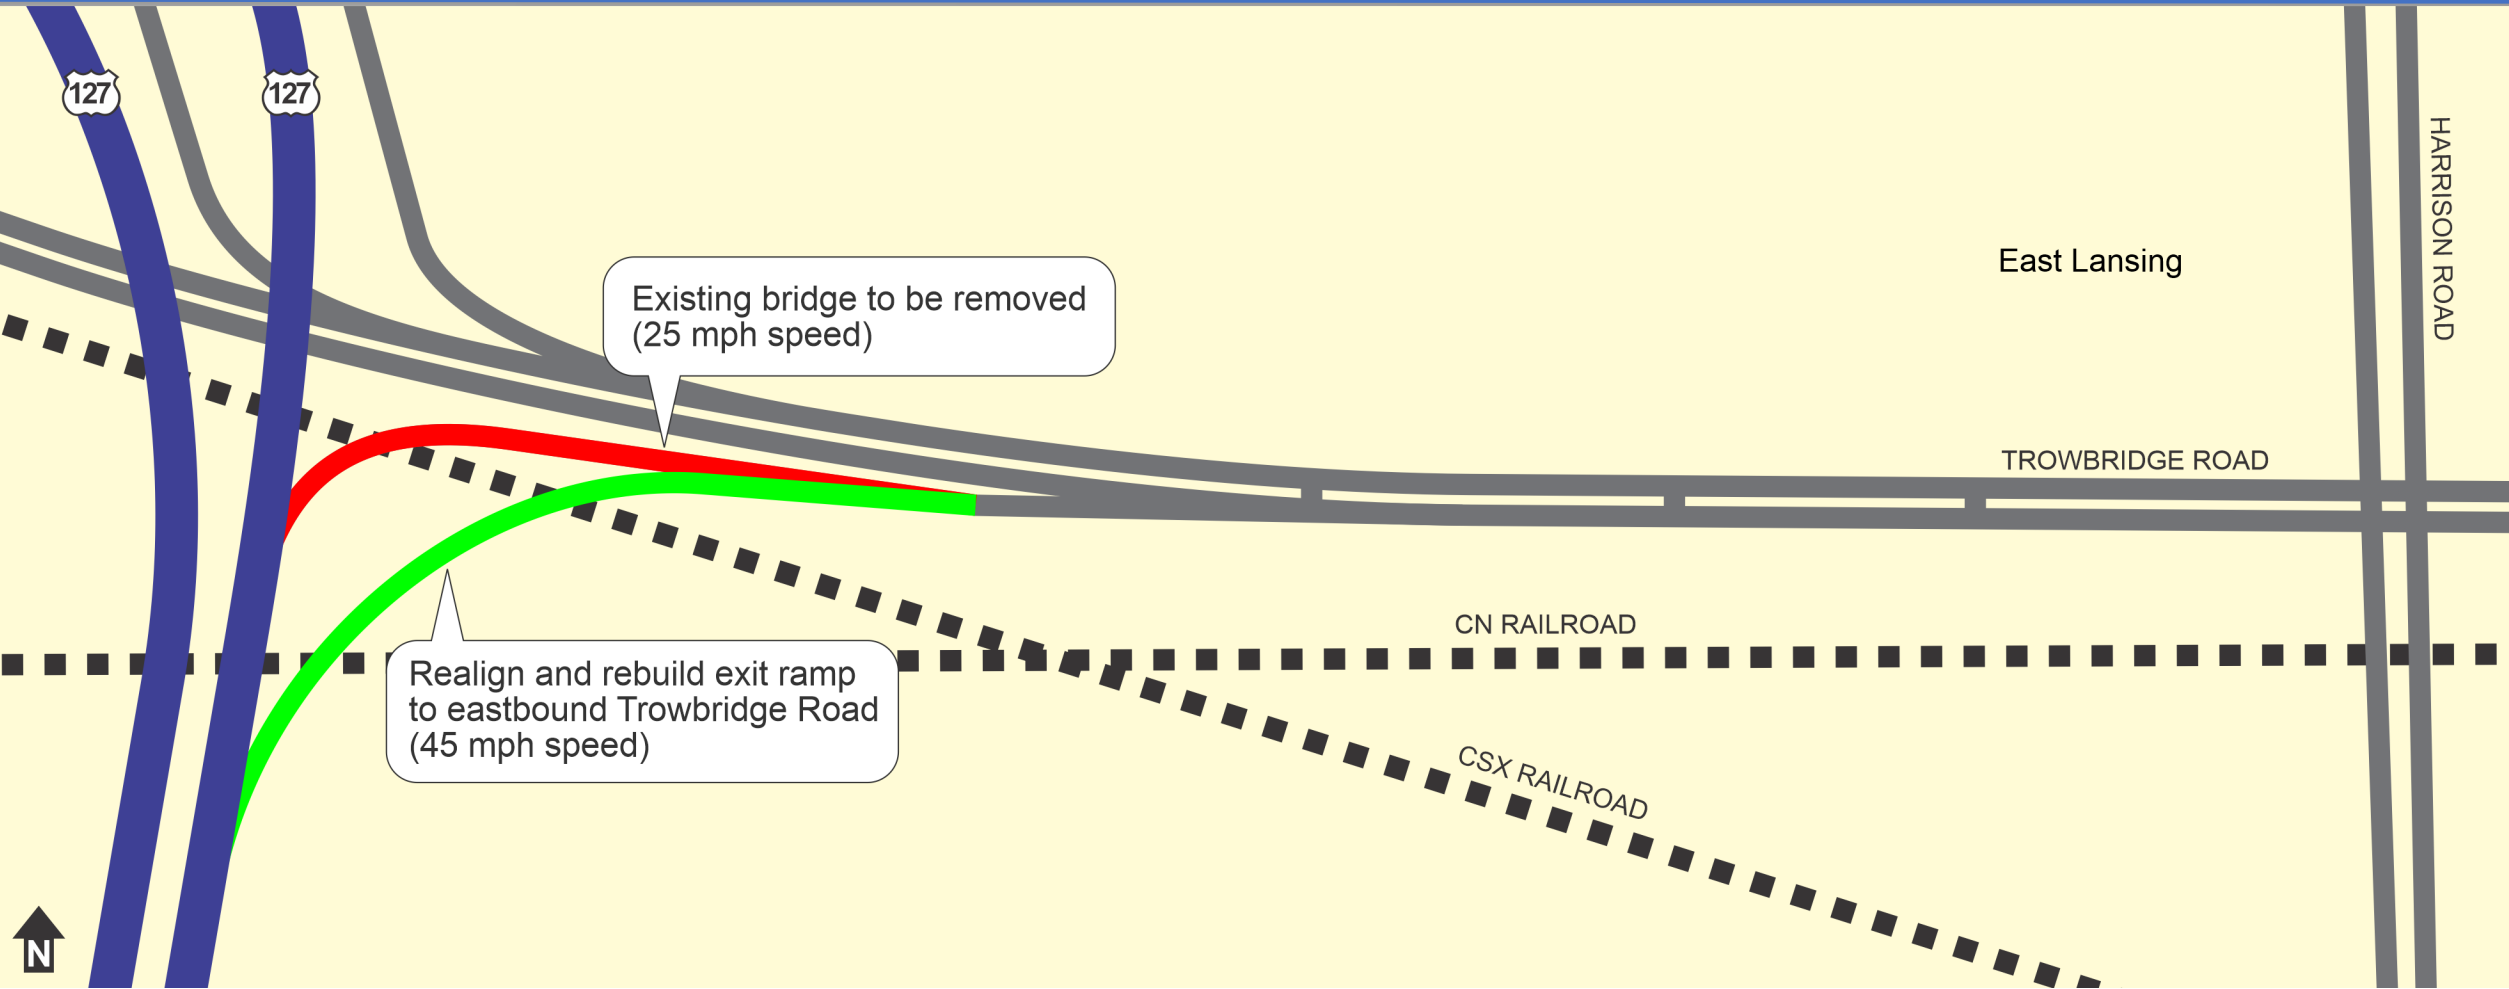 127
127
HARRISON ROAD
East Lansing
Existing bridge to be removed
(25 mph speed)
TROWBRIDGE ROAD
CN RAILROAD
Realign and rebuild exit ramp
to eastbound Trowbridge Road
(45 mph speed)
CSX RAILROAD
N